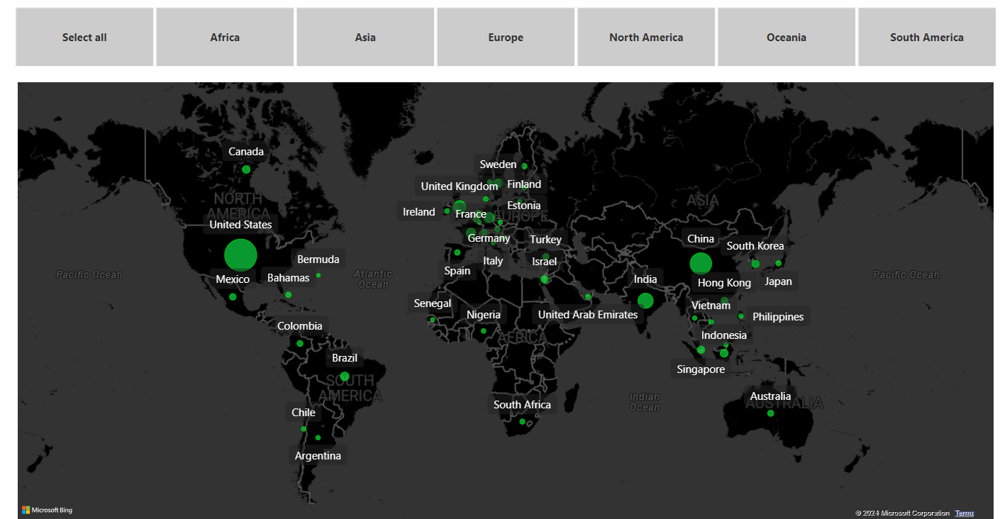 Select all
Africa
Asia
Europe
North America
Oceania
South America
Canada
Sweden
United Kingdom
Finland
NORTH
AMERICA
ASIA
Estonia
Ireland
France
EUROPE
United States
Germany
Turkey
China
South Korea
Bermuda
Italy
Israel
Pacific Ocean
Atlantic
Ocean
Pacific Ocean
Mexico
Bahamas
Spain
India
Hong Kong
Japan
Senegal
Nigeria
United Arab Emirates
Vietnam
Philippines
Colombia
AFRICA
Indonesia
Brazil
Singapore
SOUTH
AMERICA
Indian
Ocean
South Africa
Australia
AUSTRALIA
Chile
Argentina
Microsoft Bing
© 2024 Microsoft Corporation Terms